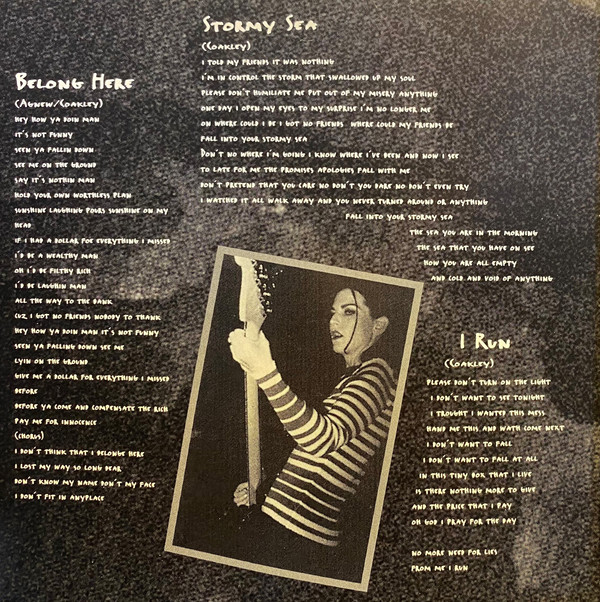 STORMY SEA
(COAKLEY)
I TOLD MY FRIENDS IT WAS NOTHING
I'M IN CONTROL THE STORM THAT SWALLOWED UP MY SOUL
PLEASE DON'T HUMILIATE ME PUT OUT OF MY MISERY ANYTHING
ONE DAY I OPEN MY EYES TO MY SURPRISE I'M NO LONGER ME
OH WHERE COULD I BE I GOT NO FRIENDS WHERE COULD MY FRIENDS BE
FALL INTO YOUR STORMY SEA
DON'T NO WHERE I'M GOING I KNOW WHERE I'VE BEEN AND NOW I SEE
TO LATE FOR ME THE PROMISES APOLOGIES FALL WITH ME
DON'T PRETEND THAT YOU CARE NO DON'T YOU DARE NO DON'T EVEN TRY
I WATCHED IT ALL WALK AWAY AND YOU NEVER TURNED AROUND OR ANYTHING
FALL INTO YOUR STORMY SEA
THE SEA YOU ARE IN THE MORNING
THE SEA THAT YOU HAVE ON SEE
HOW YOU ARE ALL EMPTY
AND COLD AND VOID OF ANYTHING
BELONG HERE
(AGNEW/COAKLEY)
HEY HOW YA DOIN MAN
IT'S NOT FUNNY
SEEN YA FALLIN DOWN
SEE ME ON THE GROUND
SAY IT'S NOTHIN MAN
HOLD YOUR OWN WORTHLESS PLAN
SUNSHINE LAUGHING POURS SUNSHINE ON MY
HEAD
IF I HAD A DOLLAR FOR EVERYTHING I MISSED
I'D BE A WEALTHY MAN
OH I'D BE FILTHY RICH
I'D BE LAUGHIN MAN
ALL THE WAY TO THE BANK
CUZ I GOT NO FRIENDS NOBODY TO THANK
HEY HOW YA DOIN MAN IT'S NOT FUNNY
SEEN YA FALLING DOWN SEE ME
LYIN ON THE GROUND
GIVE ME A DOLLAR FOR EVERYTHING I MISSED
BEFORE
BEFORE YA COME AND COMPENSATE THE RICH
PAY ME FOR INNOCENCE
(CHORUS)
I DON'T THINK THAT I BELONGE HERE
I LOST MY WAY SO LONG DEAR
DON'T KNOW MY NAME DON'T MY FACE
I DON'T FIT IN ANYPLACE
I RUN
(COAKLEY)
PLEASE DON'T TURN ON THE LIGHT
I DON'T WANT TO SEE TONIGHT
I TROUGHT I WANTED THIS MESS
HAND ME THIS AND WATH COME NEXT
I DON'T WANT TO FALL
I DON'T WANT TO FALL AT ALL
IN THIS TINY BOX THAT I LIVE
IS THERE NOTHING MORE TO GIVE
AND THE PRICE THAT I PAY
OH GOD I PRAY FOR THE DAY
NO MORE NEED FOR LIES
FROM ME I RUN